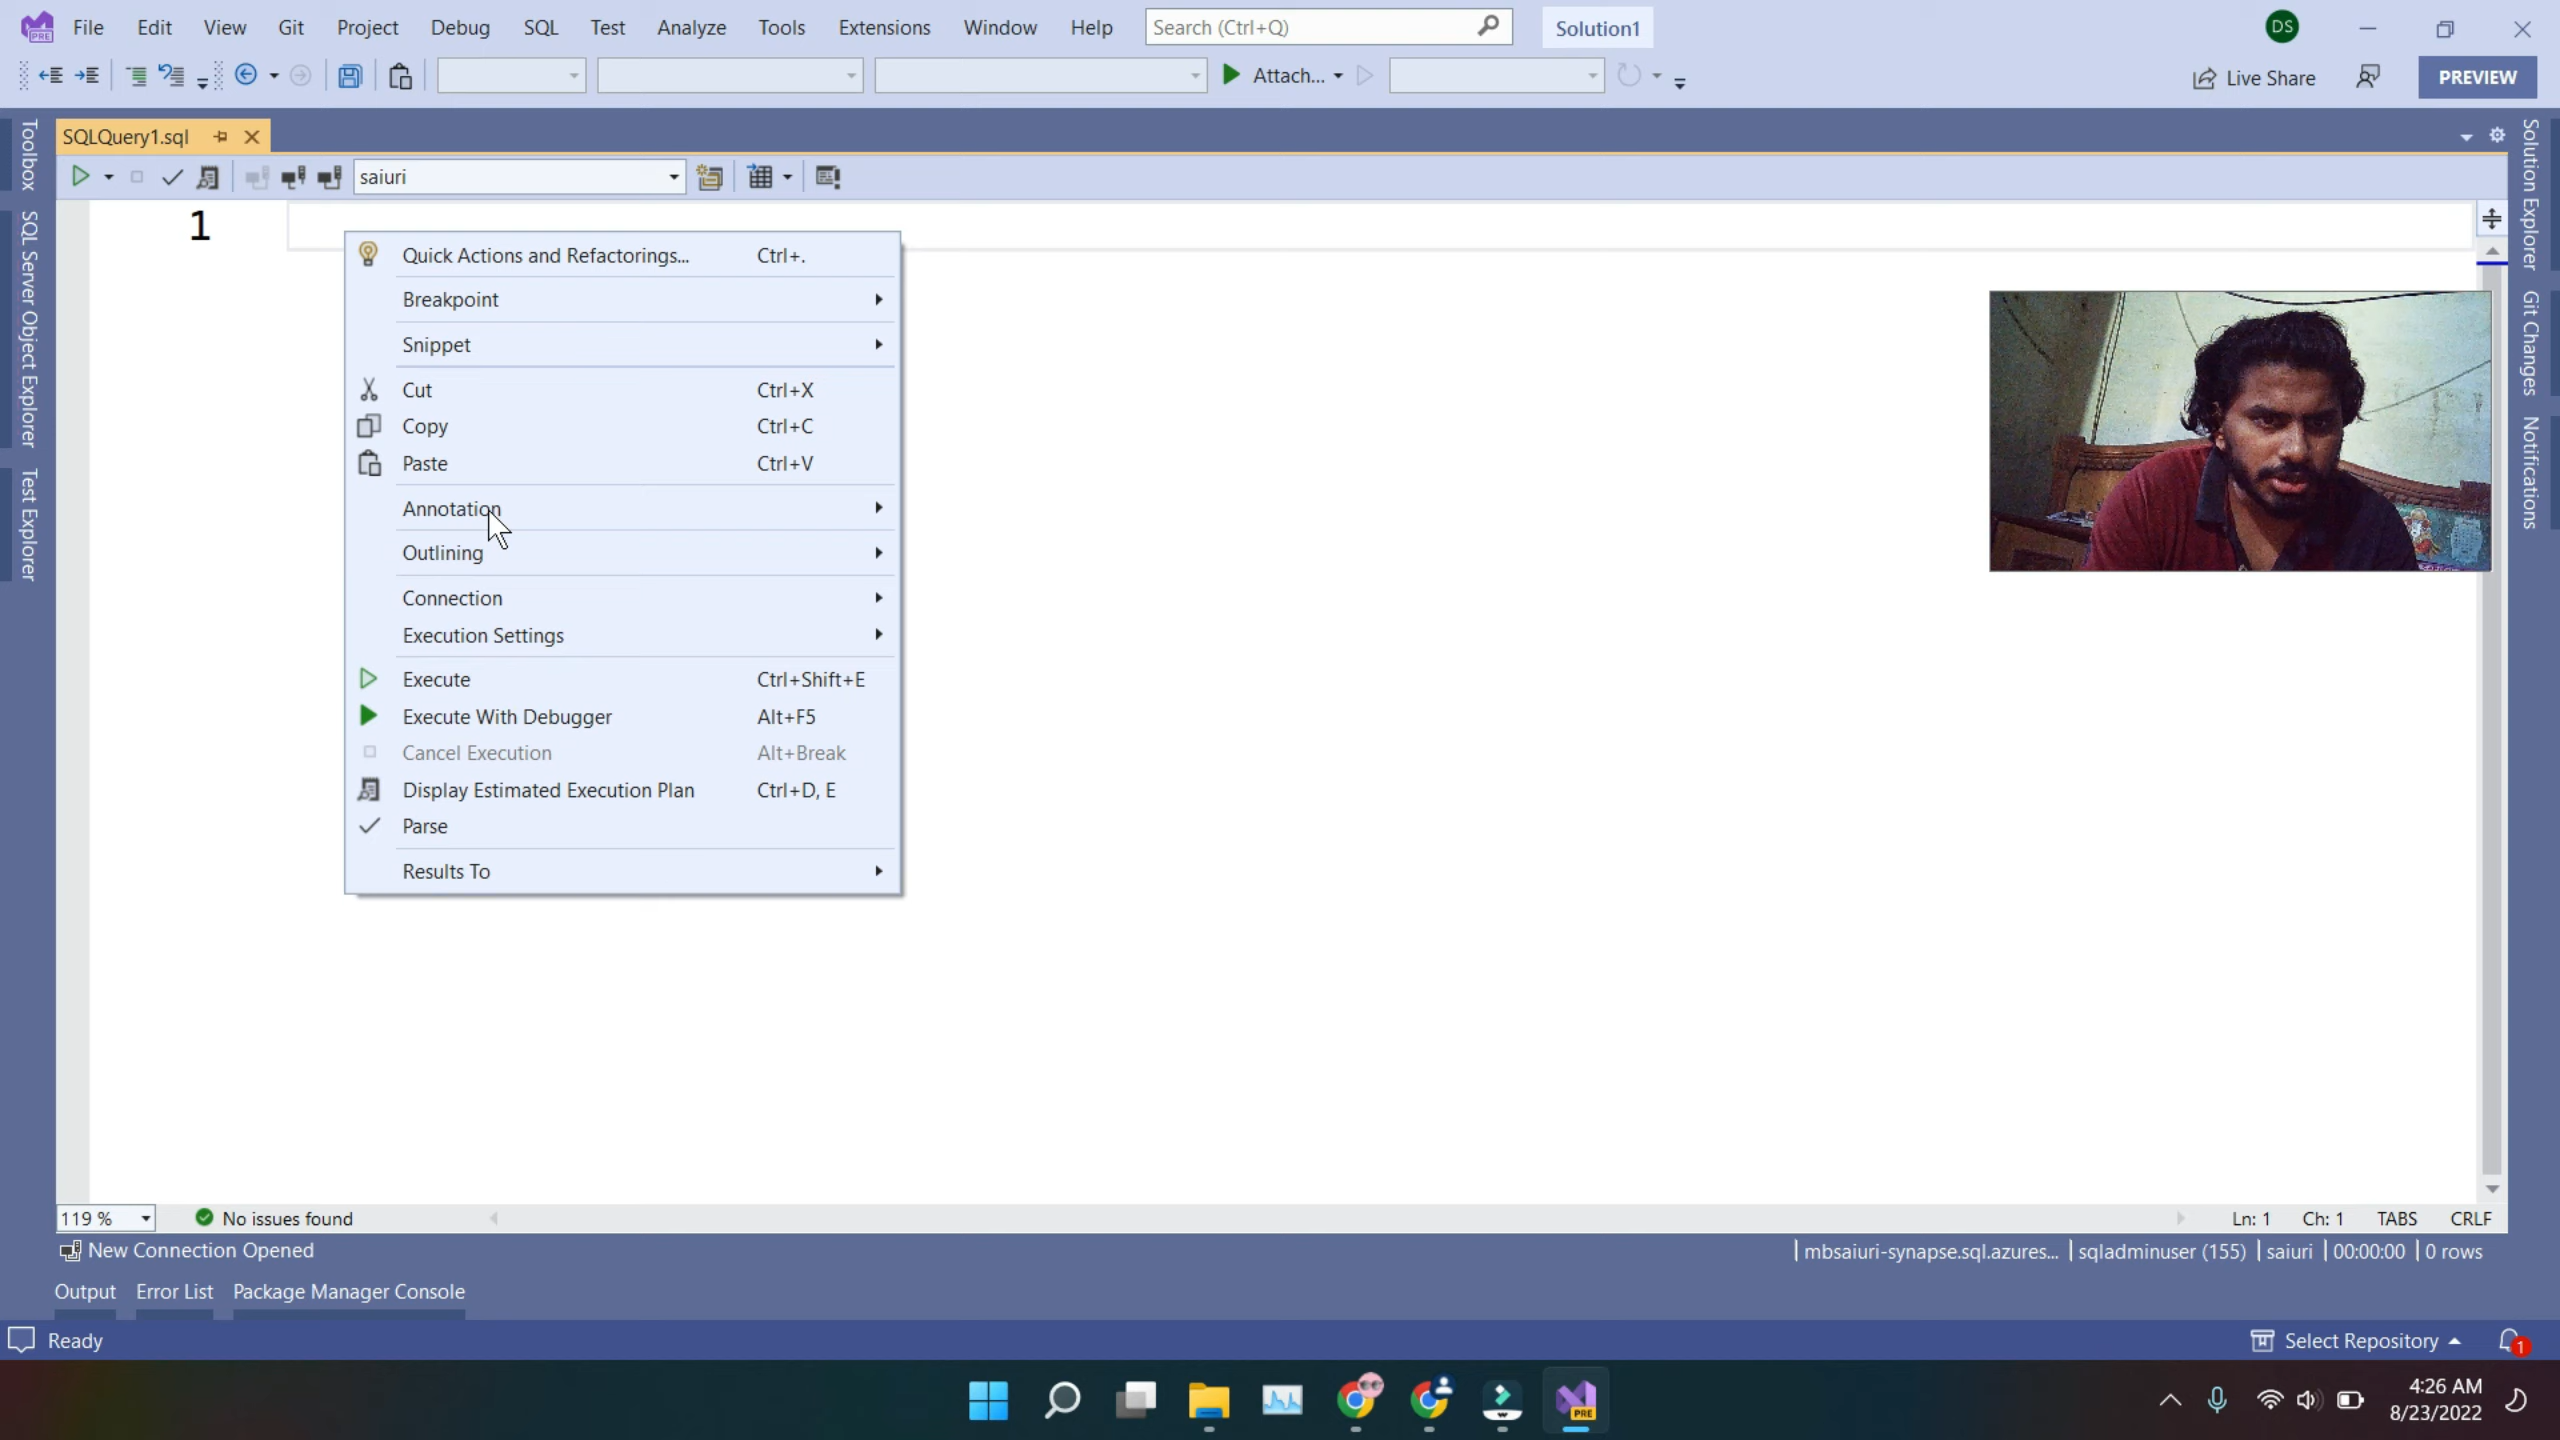 File Edit View Git Project Debug SQL Test Analyze Tools Extensions Window Help Search (Ctrl+Q) Solution1 DS
Attach... Live Share PREVIEW
SQLQuery1.sql
saiuri
1
Quick Actions and Refactorings... Ctrl+.
Breakpoint
Snippet
Cut Ctrl+X
Copy Ctrl+C
Paste Ctrl+V
Annotation
Outlining
Connection
Execution Settings
Execute Ctrl+Shift+E
Execute With Debugger Alt+F5
Cancel Execution Alt+Break
Display Estimated Execution Plan Ctrl+D, E
Parse
Results To
Toolbox
SQL Server Object Explorer
Test Explorer
Solution Explorer
Git Changes
Notifications
119 % No issues found Ln: 1 Ch: 1 TABS CRLF
New Connection Opened mbsaiuri-synapse.sql.azures... sqladminuser (155) saiuri 00:00:00 0 rows
Output Error List Package Manager Console
Ready Select Repository 1
PRE
4:26 AM
8/23/2022